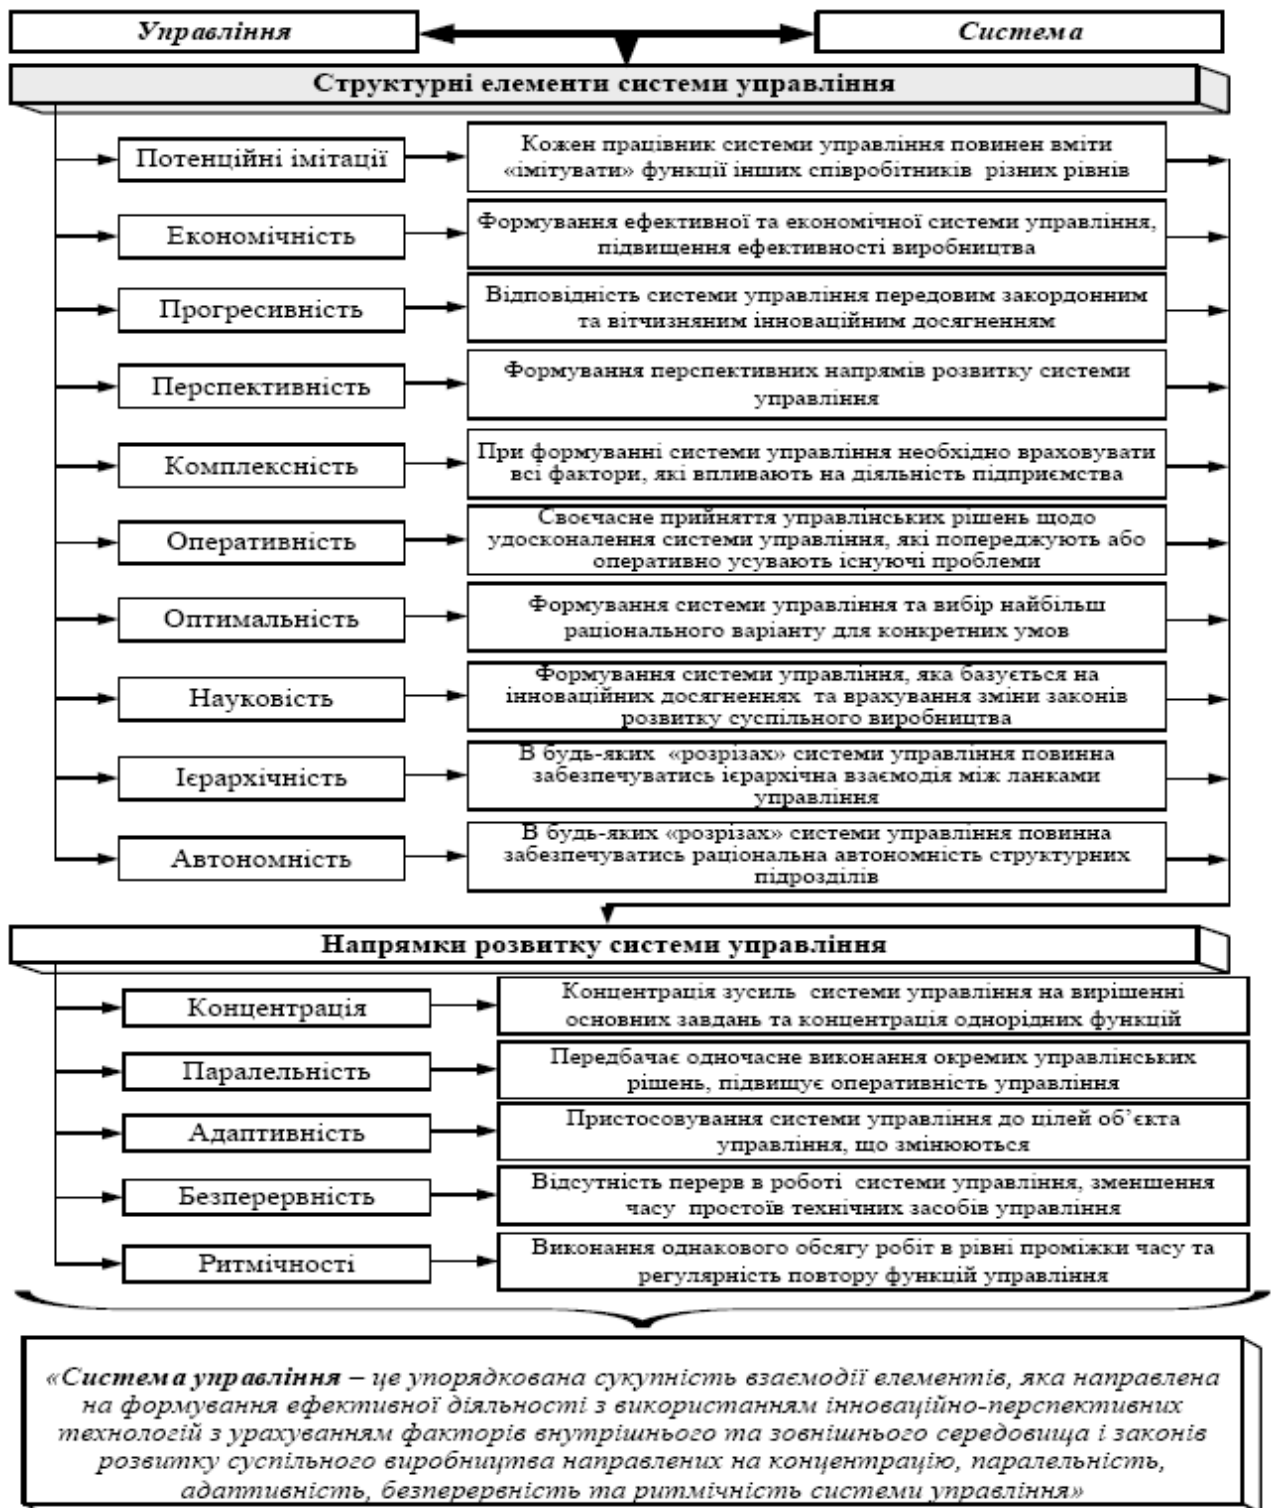 Управління
Система
Структурні елементи системи управління
Потенційні імітації
Кожен працівник системи управління повинен вміти
«імітувати» функції інших співробітників різних рівнів
Економічність
Формування ефективної та економічної системи управління,
підвищення ефективності виробництва
Прогресивність
Відповідність системи управління передовим закордонним
та вітчизняним інноваційним досягненням
Перспективність
Формування перспективних напрямів розвитку системи
управління
Комплексність
При формуванні системи управління необхідно враховувати
всі фактори, які впливають на діяльність підприємства
Оперативність
Своєчасне прийняття управлінських рішень щодо
удосконалення системи управління, які попереджують або
оперативно усувають існуючі проблеми
Оптимальність
Формування системи управління та вибір найбільш
раціонального варіанту для конкретних умов
Науковість
Формування системи управління, яка базується на
інноваційних досягненнях та врахування зміни законів
розвитку суспільного виробництва
Ієрархічність
В будь-яких «розрізах» системи управління повинна
забезпечуватись ієрархічна взаємодія між ланками
управління
Автономність
В будь-яких «розрізах» системи управління повинна
забезпечуватись раціональна автономність структурних
підрозділів
Напрямки розвитку системи управління
Концентрація
Концентрація зусиль системи управління на вирішенні
основних завдань та концентрація однорідних функцій
Паралельність
Передбачає одночасне виконання окремих управлінських
рішень, підвищує оперативність управління
Адаптивність
Пристосовування системи управління до цілей об’єкта
управління, що змінюються
Безперервність
Відсутність перерв в роботі системи управління, зменшення
часу простоїв технічних засобів управління
Ритмічності
Виконання однакового обсягу робіт в рівні проміжки часу та
регулярність повтору функцій управління
«Система управління – це упорядкована сукупність взаємодії елементів, яка направлена
на формування ефективної діяльності з використанням інноваційно-перспективних
технологій з урахуванням факторів внутрішнього та зовнішнього середовища і законів
розвитку суспільного виробництва направлених на концентрацію, паралельність,
адаптивність, безперервність та ритмічність системи управління»